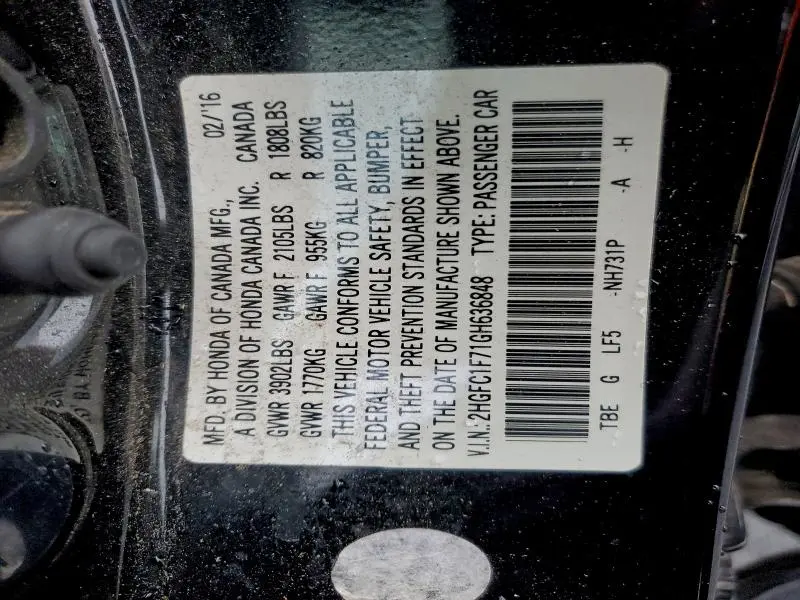 MFD. BY HONDA OF CANADA MFG., 02/'16
A DIVISION OF HONDA CANADA INC. CANADA
GVWR 3902LBS GAWR F 2105LBS R 1808LBS
GVWR 1770KG GAWR F 955KG R 820KG
THIS VEHICLE CONFORMS TO ALL APPLICABLE
FEDERAL MOTOR VEHICLE SAFETY, BUMPER,
AND THEFT PREVENTION STANDARDS IN EFFECT
ON THE DATE OF MANUFACTURE SHOWN ABOVE.
V.I.N.: 2HGFC1F71GH636848 TYPE: PASSENGER CAR
TBE G LF5 -NH731P -A -H